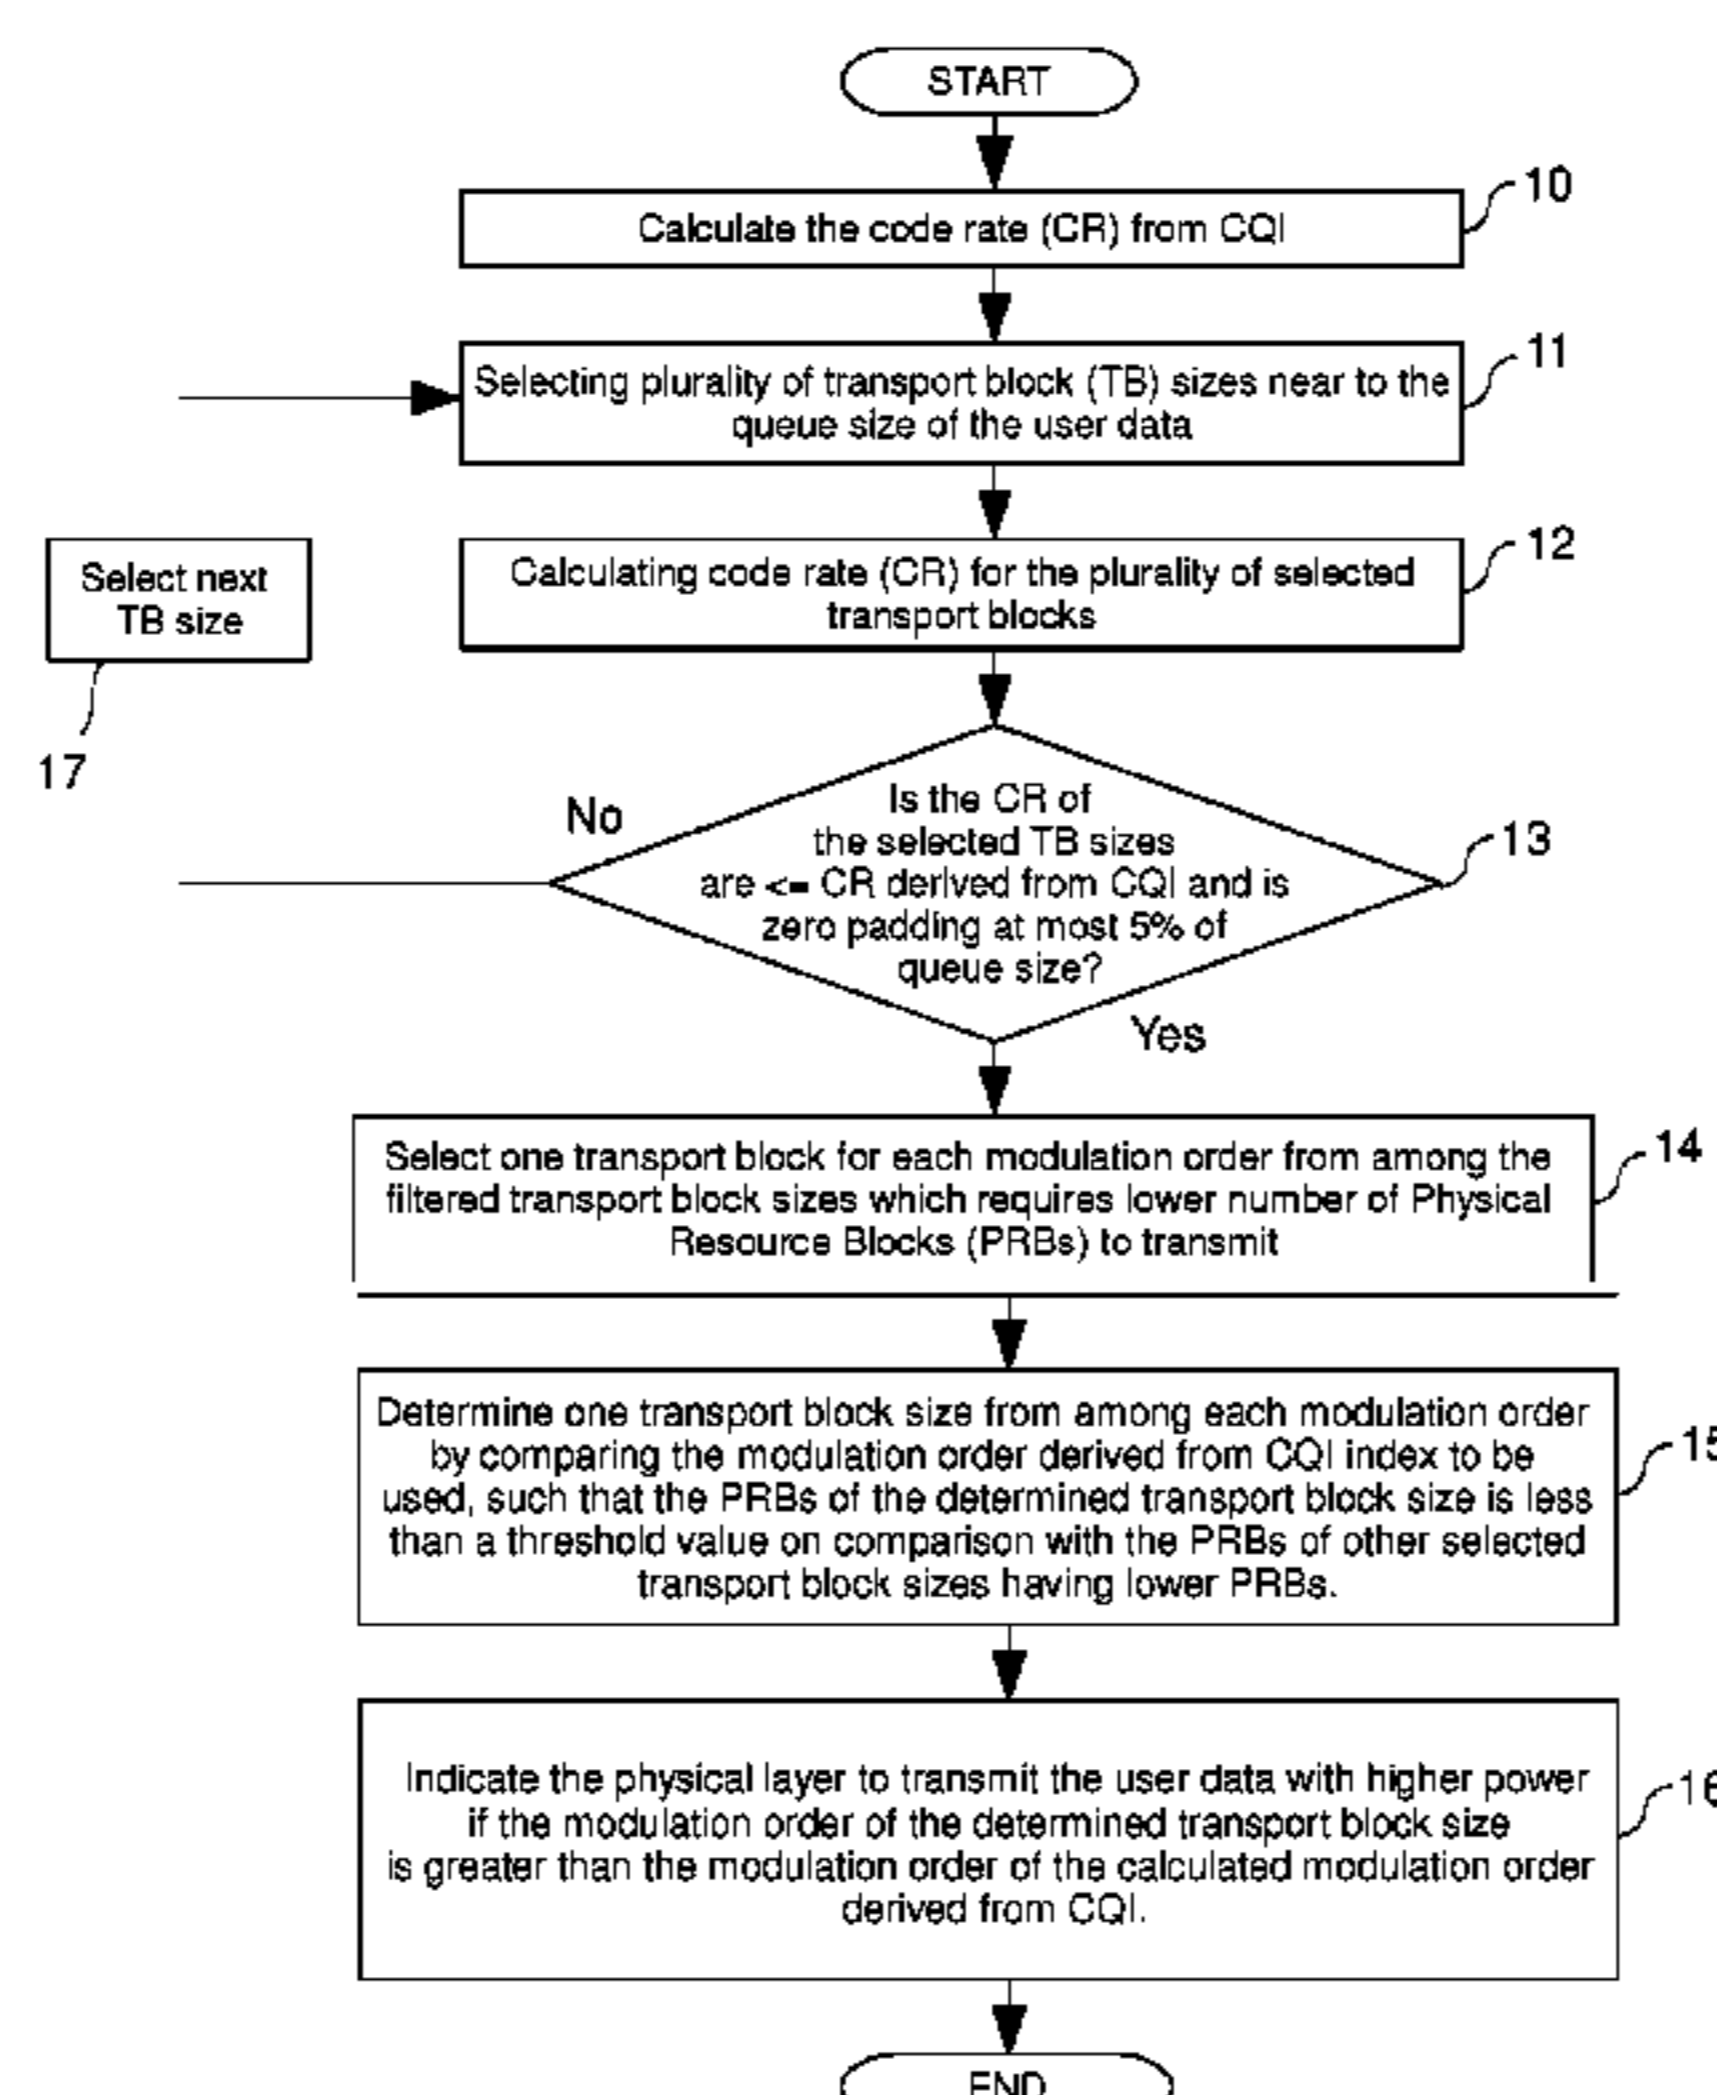 START
Calculate the code rate (CR) from CQI
10
Selecting plurality of transport block (TB) sizes near to the
queue size of the user data
11
Select next
TB size
17
Calculating code rate (CR) for the plurality of selected
transport blocks
12
No
Is the CR of
the selected TB sizes
are <= CR derived from CQI and is
zero padding at most 5% of
queue size?
13
Yes
Select one transport block for each modulation order from among the
filtered transport block sizes which requires lower number of Physical
Resource Blocks (PRBs) to transmit
14
Determine one transport block size from among each modulation order
by comparing the modulation order derived from CQI index to be
used, such that the PRBs of the determined transport block size is less
than a threshold value on comparison with the PRBs of other selected
transport block sizes having lower PRBs.
15
Indicate the physical layer to transmit the user data with higher power
if the modulation order of the determined transport block size
is greater than the modulation order of the calculated modulation order
derived from CQI.
16
END